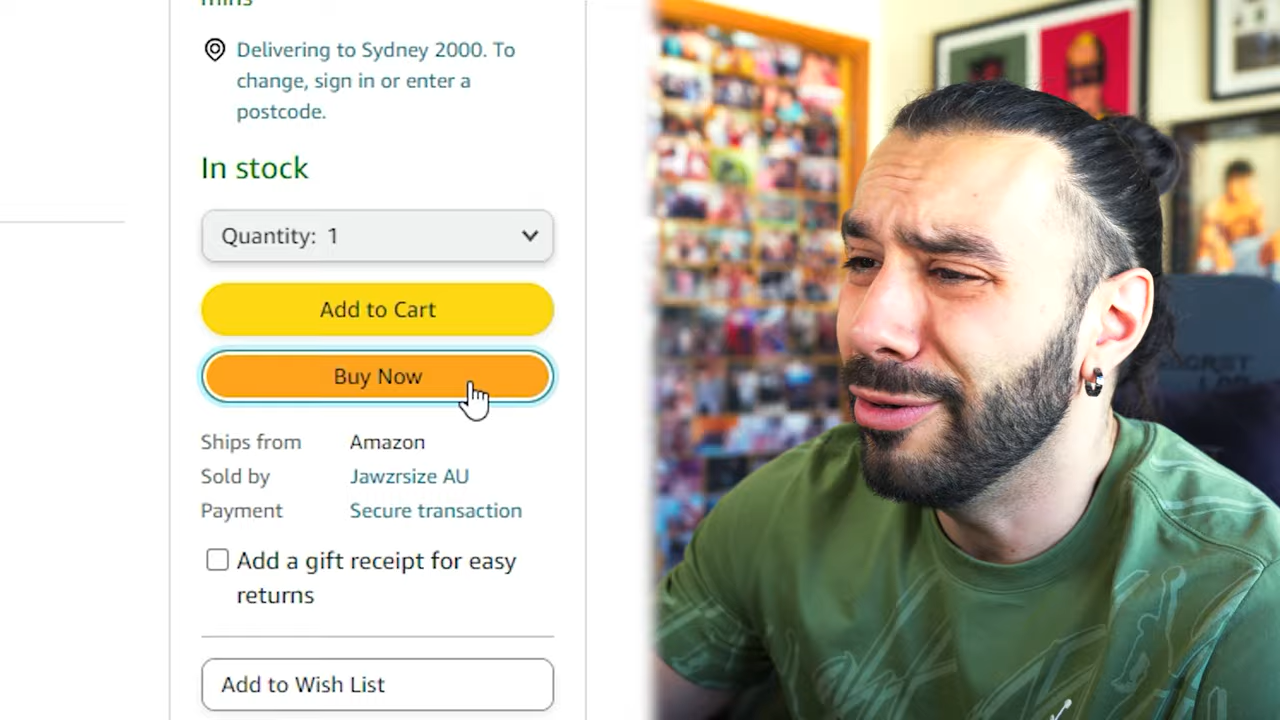 mins
Delivering to Sydney 2000. To
change, sign in or enter a
postcode.
In stock
Quantity: 1
Add to Cart
Buy Now
Ships from Amazon
Sold by Jawzrsize AU
Payment Secure transaction
Add a gift receipt for easy
returns
Add to Wish List